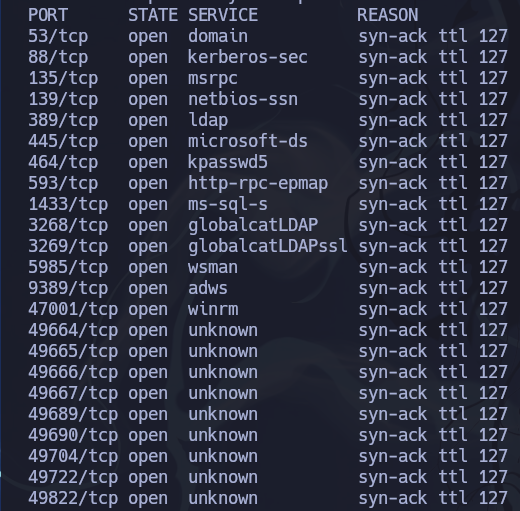 PORT STATE SERVICE REASON
53/tcp open domain syn-ack ttl 127
88/tcp open kerberos-sec syn-ack ttl 127
135/tcp open msrpc syn-ack ttl 127
139/tcp open netbios-ssn syn-ack ttl 127
389/tcp open ldap syn-ack ttl 127
445/tcp open microsoft-ds syn-ack ttl 127
464/tcp open kpasswd5 syn-ack ttl 127
593/tcp open http-rpc-epmap syn-ack ttl 127
1433/tcp open ms-sql-s syn-ack ttl 127
3268/tcp open globalcatLDAP syn-ack ttl 127
3269/tcp open globalcatLDAPssl syn-ack ttl 127
5985/tcp open wsman syn-ack ttl 127
9389/tcp open adws syn-ack ttl 127
47001/tcp open winrm syn-ack ttl 127
49664/tcp open unknown syn-ack ttl 127
49665/tcp open unknown syn-ack ttl 127
49666/tcp open unknown syn-ack ttl 127
49667/tcp open unknown syn-ack ttl 127
49689/tcp open unknown syn-ack ttl 127
49690/tcp open unknown syn-ack ttl 127
49704/tcp open unknown syn-ack ttl 127
49722/tcp open unknown syn-ack ttl 127
49822/tcp open unknown syn-ack ttl 127